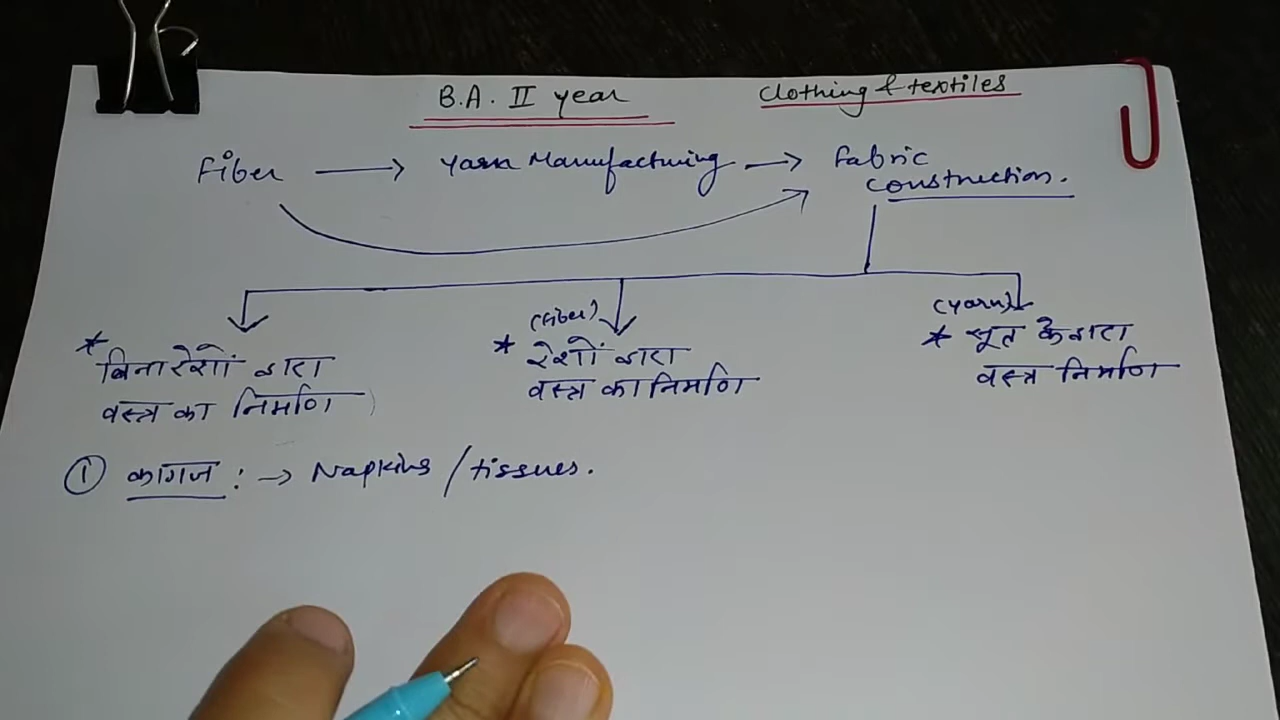 B.A. II year
Clothing & textiles
Fiber → Yarn Manufacturing → Fabric
construction.
(Fiber)
(Yarn)
* बिना रेशों द्वारा
वस्त्र का निर्माण
* रेशों द्वारा
वस्त्र का निर्माण
* सूत के द्वारा
वस्त्र निर्माण
① कागज :→ Napkins / tissues.